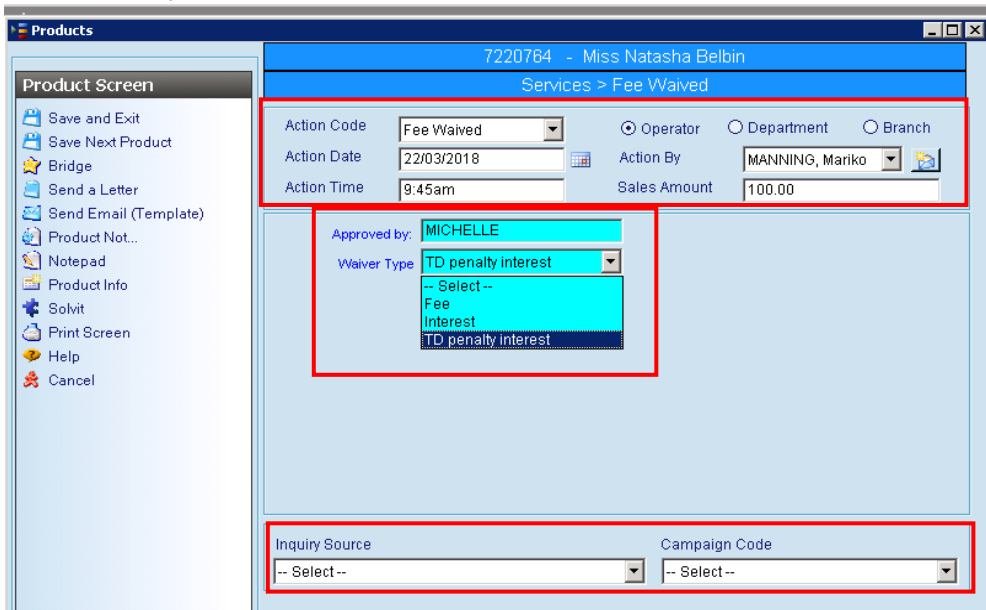 Products
7220764 - Miss Natasha Belbin
Services > Fee Waived
Product Screen
Save and Exit
Save Next Product
Bridge
Send a Letter
Send Email (Template)
Product Not...
Notepad
Product Info
Solvit
Print Screen
Help
Cancel
Action Code Fee Waived Operator Department Branch
Action Date 22/03/2018 Action By MANNING, Mariko
Action Time 9:45am Sales Amount 100.00
Approved by: MICHELLE
Waiver Type TD penalty interest
-- Select --
Fee
Interest
TD penalty interest
Inquiry Source Campaign Code
-- Select -- -- Select --